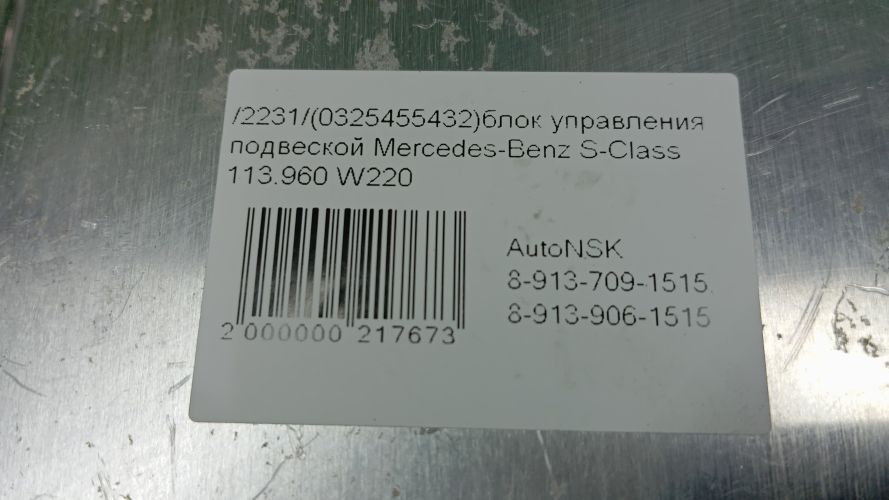 /2231/(0325455432)блок управления
подвеской Mercedes-Benz S-Class
113.960 W220
AutoNSK
8-913-709-1515
8-913-906-1515
2 000000 217673